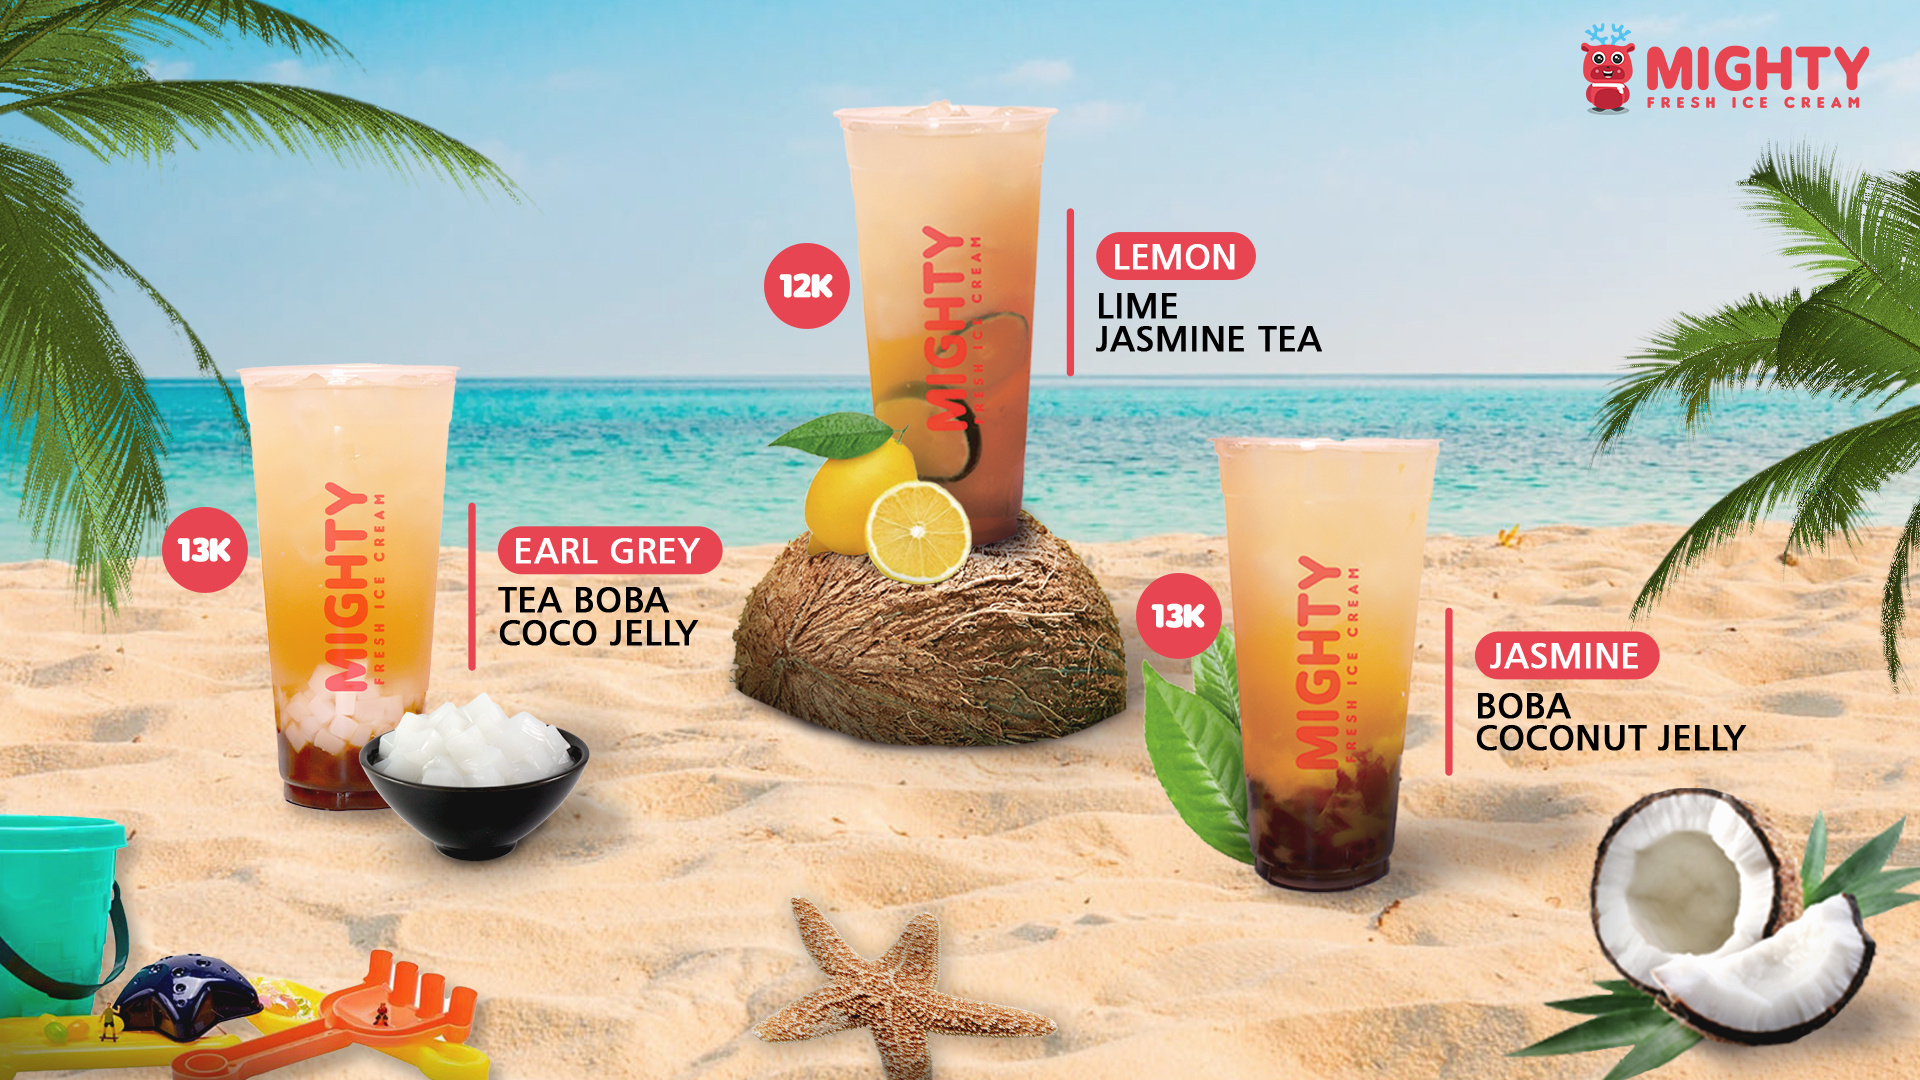 MIGHTY
FRESH ICE CREAM
12K
LEMON
LIME
JASMINE TEA
MIGHTY
FRESH ICE CREAM
13K
EARL GREY
TEA BOBA
COCO JELLY
MIGHTY
FRESH ICE CREAM
13K
JASMINE
BOBA
COCONUT JELLY
MIGHTY
FRESH ICE CREAM